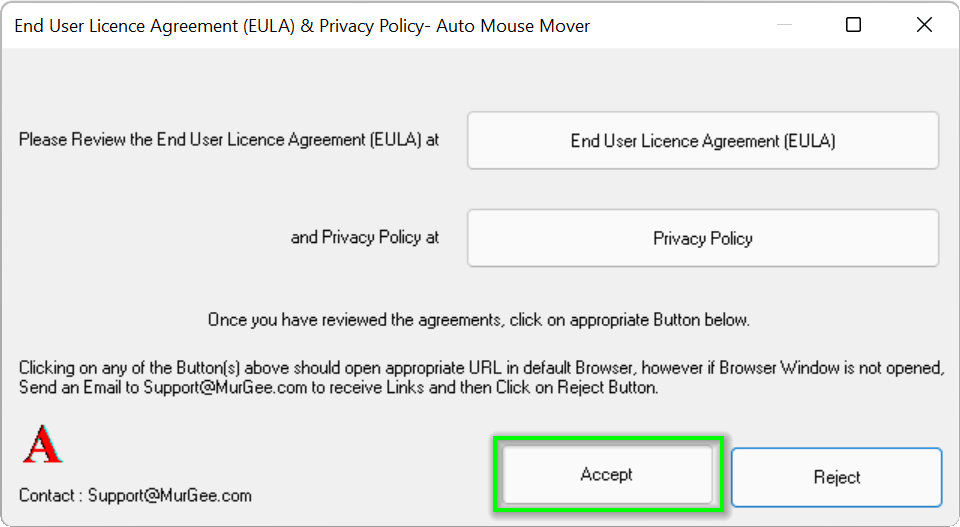 End User Licence Agreement (EULA) & Privacy Policy- Auto Mouse Mover
Please Review the End User Licence Agreement (EULA) at
End User Licence Agreement (EULA)
and Privacy Policy at
Privacy Policy
Once you have reviewed the agreements, click on appropriate Button below.
Clicking on any of the Button(s) above should open appropriate URL in default Browser, however if Browser Window is not opened,
Send an Email to Support@MurGee.com to receive Links and then Click on Reject Button.
A
Accept
Reject
Contact : Support@MurGee.com